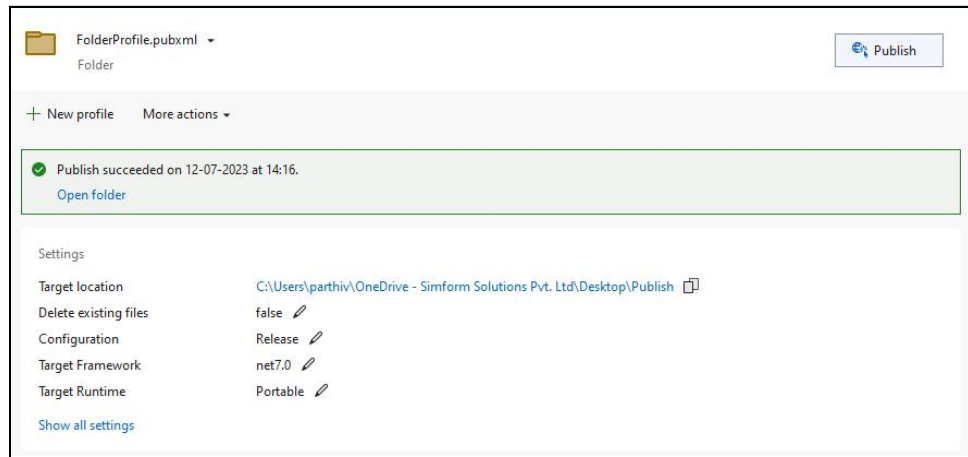 FolderProfile.pubxml
Folder
Publish
New profile More actions
Publish succeeded on 12-07-2023 at 14:16.
Open folder
Settings
Target location C:\Users\parthiv\OneDrive - Simform Solutions Pvt. Ltd\Desktop\Publish
Delete existing files false
Configuration Release
Target Framework net7.0
Target Runtime Portable
Show all settings